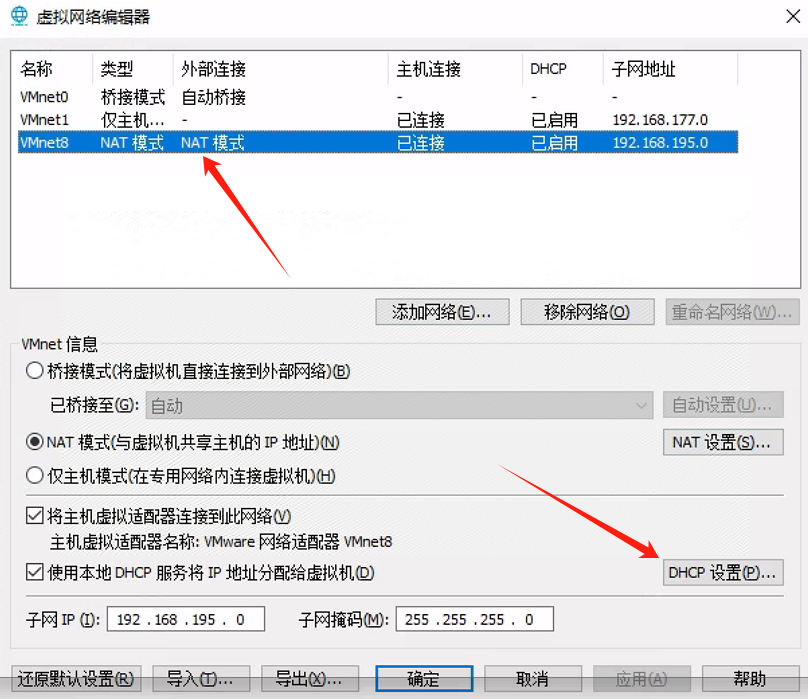 虚拟网络编辑器
名称 类型 外部连接 主机连接 DHCP 子网地址
VMnet0 桥接模式 自动桥接 - - -
VMnet1 仅主机... - 已连接 已启用 192.168.177.0
VMnet8 NAT 模式 NAT 模式 已连接 已启用 192.168.195.0
添加网络(E)... 移除网络(O) 重命名网络(W)...
VMnet 信息
桥接模式(将虚拟机直接连接到外部网络)(B)
已桥接至(G): 自动 自动设置(U)...
NAT 模式(与虚拟机共享主机的 IP 地址)(N) NAT 设置(S)...
仅主机模式(在专用网络内连接虚拟机)(H)
将主机虚拟适配器连接到此网络(V)
主机虚拟适配器名称: VMware 网络适配器 VMnet8
使用本地 DHCP 服务将 IP 地址分配给虚拟机(D) DHCP 设置(P)...
子网 IP (I): 192 . 168 . 195 . 0 子网掩码(M): 255 . 255 . 255 . 0
还原默认设置(R) 导入(T)... 导出(X)... 确定 取消 应用(A) 帮助